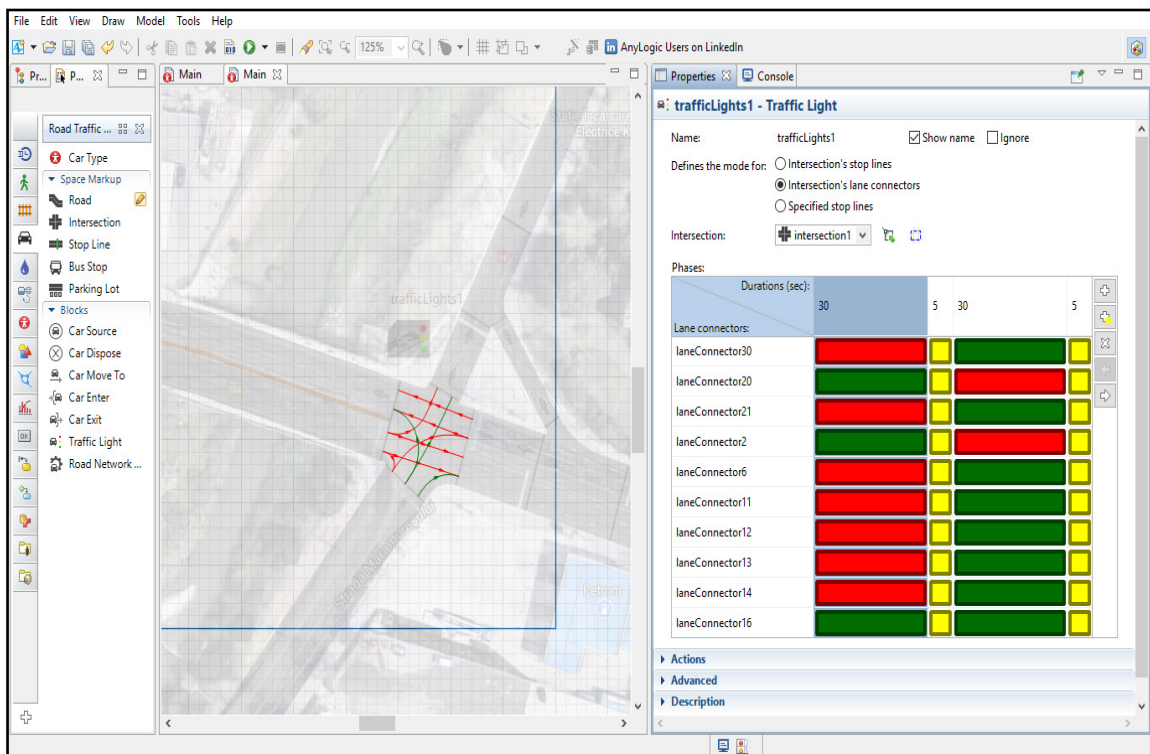 File Edit View Draw Model Tools Help
125%
AnyLogic Users on LinkedIn
Pr... P...
Main Main
Properties Console
trafficLights1 - Traffic Light
Road Traffic ...
Car Type
Space Markup
Road
Intersection
Stop Line
Bus Stop
Parking Lot
Blocks
Car Source
Car Dispose
Car Move To
Car Enter
Car Exit
Traffic Light
Road Network ...
Electrice K
trafficLights1
Petrom
Name: trafficLights1 Show name Ignore
Defines the mode for: Intersection's stop lines
Intersection's lane connectors
Specified stop lines
Intersection: intersection1
Phases:
Durations (sec):
30 5 30 5
Lane connectors:
laneConnector30
laneConnector20
laneConnector21
laneConnector2
laneConnector6
laneConnector11
laneConnector12
laneConnector13
laneConnector14
laneConnector16
Actions
Advanced
Description